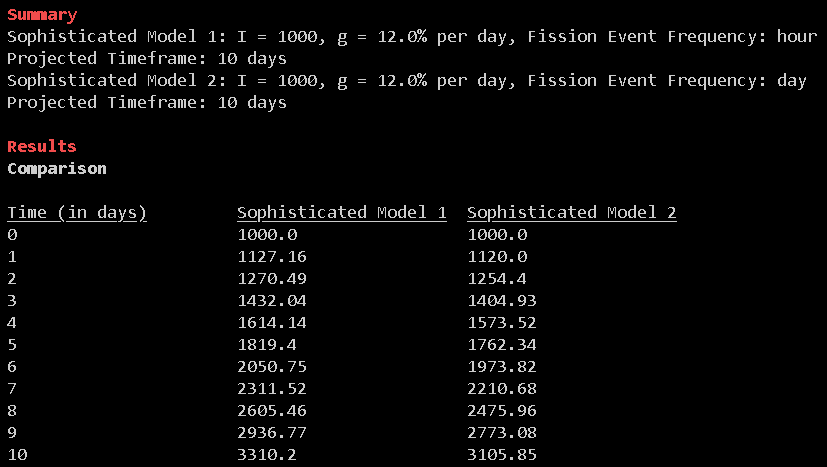 Summary
Sophisticated Model 1: I = 1000, g = 12.0% per day, Fission Event Frequency: hour
Projected Timeframe: 10 days
Sophisticated Model 2: I = 1000, g = 12.0% per day, Fission Event Frequency: day
Projected Timeframe: 10 days
Results
Comparison
Time (in days) Sophisticated Model 1 Sophisticated Model 2
0 1000.0 1000.0
1 1127.16 1120.0
2 1270.49 1254.4
3 1432.04 1404.93
4 1614.14 1573.52
5 1819.4 1762.34
6 2050.75 1973.82
7 2311.52 2210.68
8 2605.46 2475.96
9 2936.77 2773.08
10 3310.2 3105.85